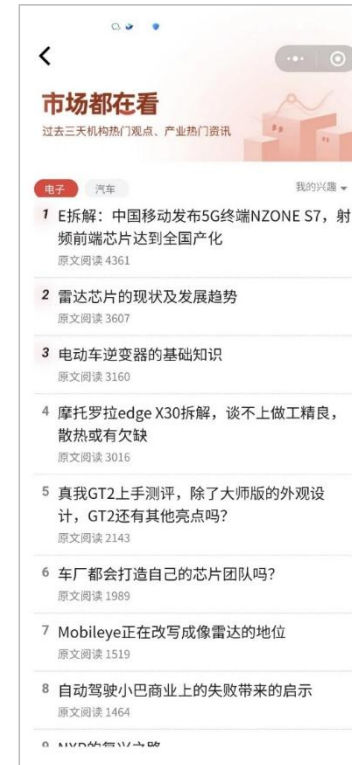 市场都在看
过去三天机构热门观点、产业热门资讯
电子 汽车 我的兴趣
1 E拆解：中国移动发布5G终端NZONE S7，射
频前端芯片达到全国产化
原文阅读 4361
2 雷达芯片的现状及发展趋势
原文阅读 3607
3 电动车逆变器的基础知识
原文阅读 3160
4 摩托罗拉edge X30拆解，谈不上做工精良，
散热或有欠缺
原文阅读 3016
5 真我GT2上手测评，除了大师版的外观设
计，GT2还有其他亮点吗？
原文阅读 2143
6 车厂都会打造自己的芯片团队吗？
原文阅读 1989
7 Mobileye正在改写成像雷达的地位
原文阅读 1519
8 自动驾驶小巴商业上的失败带来的启示
原文阅读 1464